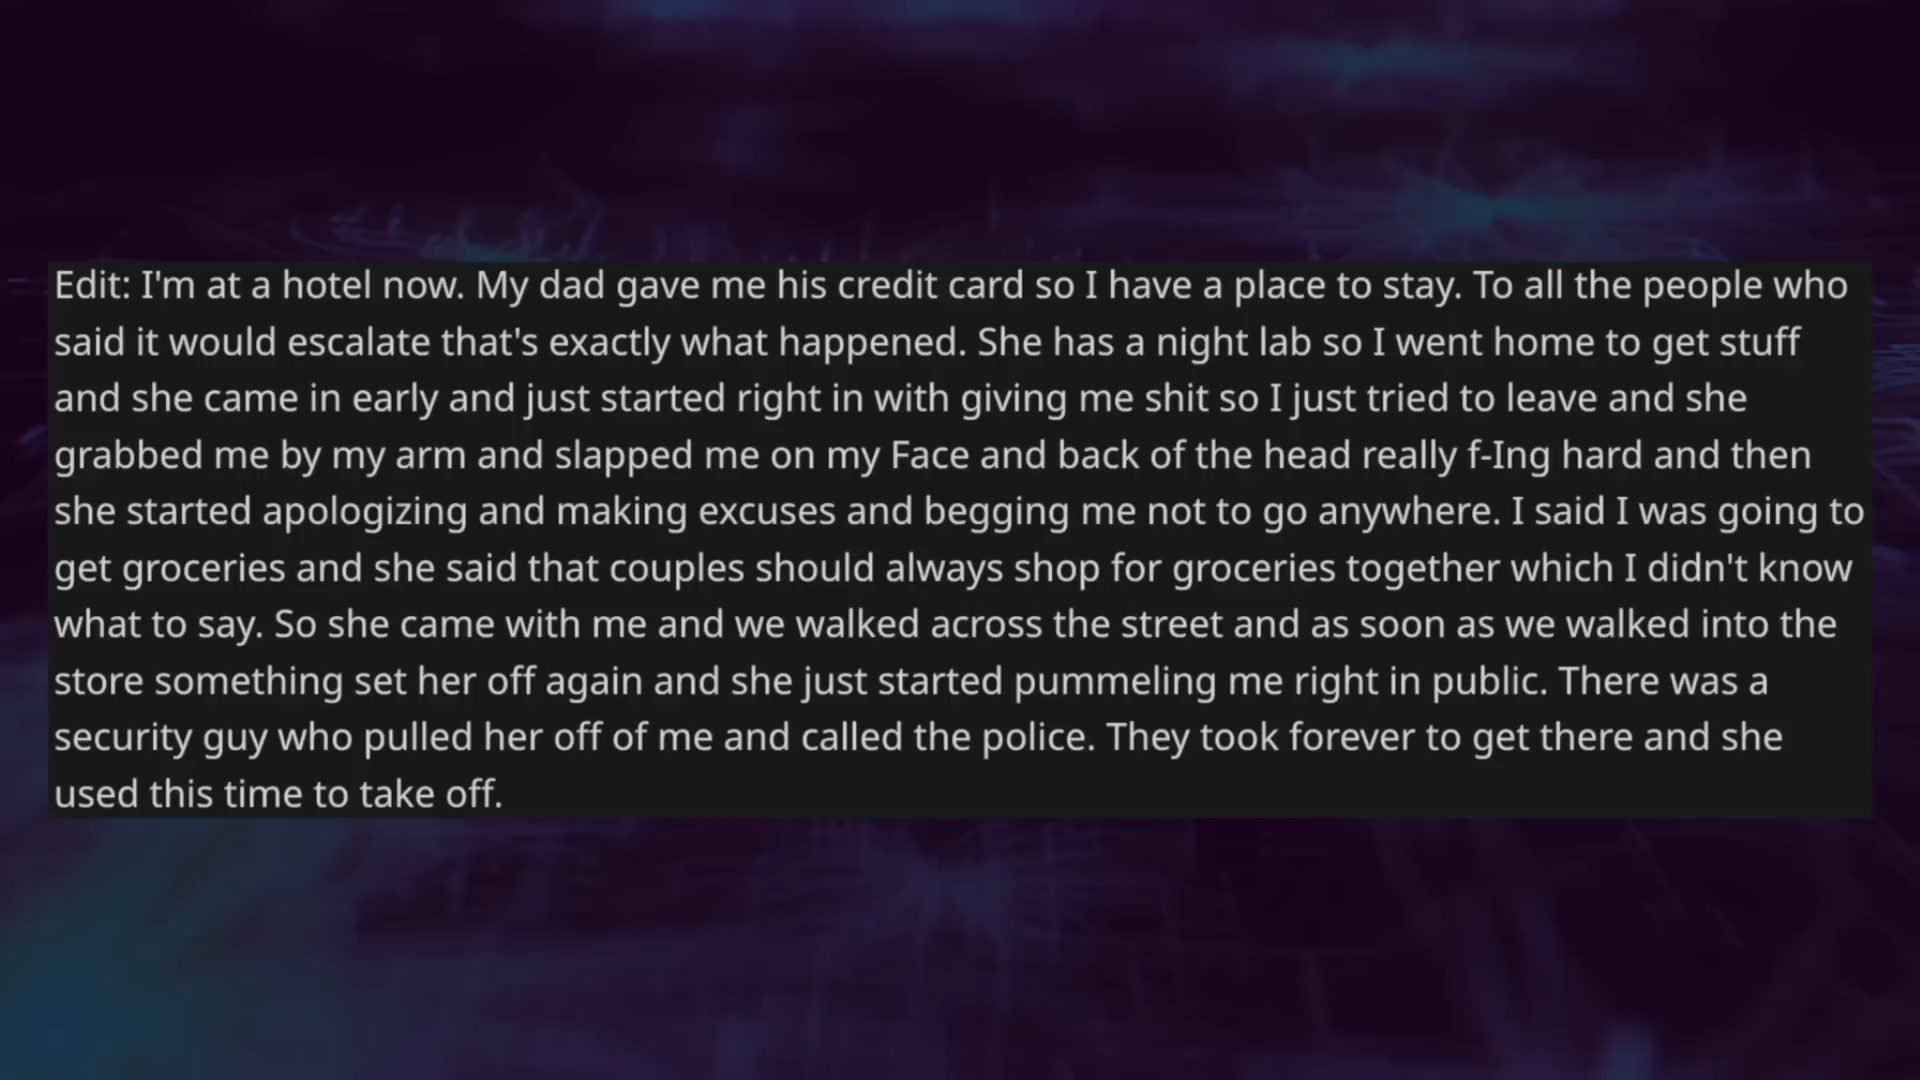 Edit: I'm at a hotel now. My dad gave me his credit card so I have a place to stay. To all the people who
said it would escalate that's exactly what happened. She has a night lab so I went home to get stuff
and she came in early and just started right in with giving me shit so I just tried to leave and she
grabbed me by my arm and slapped me on my Face and back of the head really f-Ing hard and then
she started apologizing and making excuses and begging me not to go anywhere. I said I was going to
get groceries and she said that couples should always shop for groceries together which I didn't know
what to say. So she came with me and we walked across the street and as soon as we walked into the
store something set her off again and she just started pummeling me right in public. There was a
security guy who pulled her off of me and called the police. They took forever to get there and she
used this time to take off.